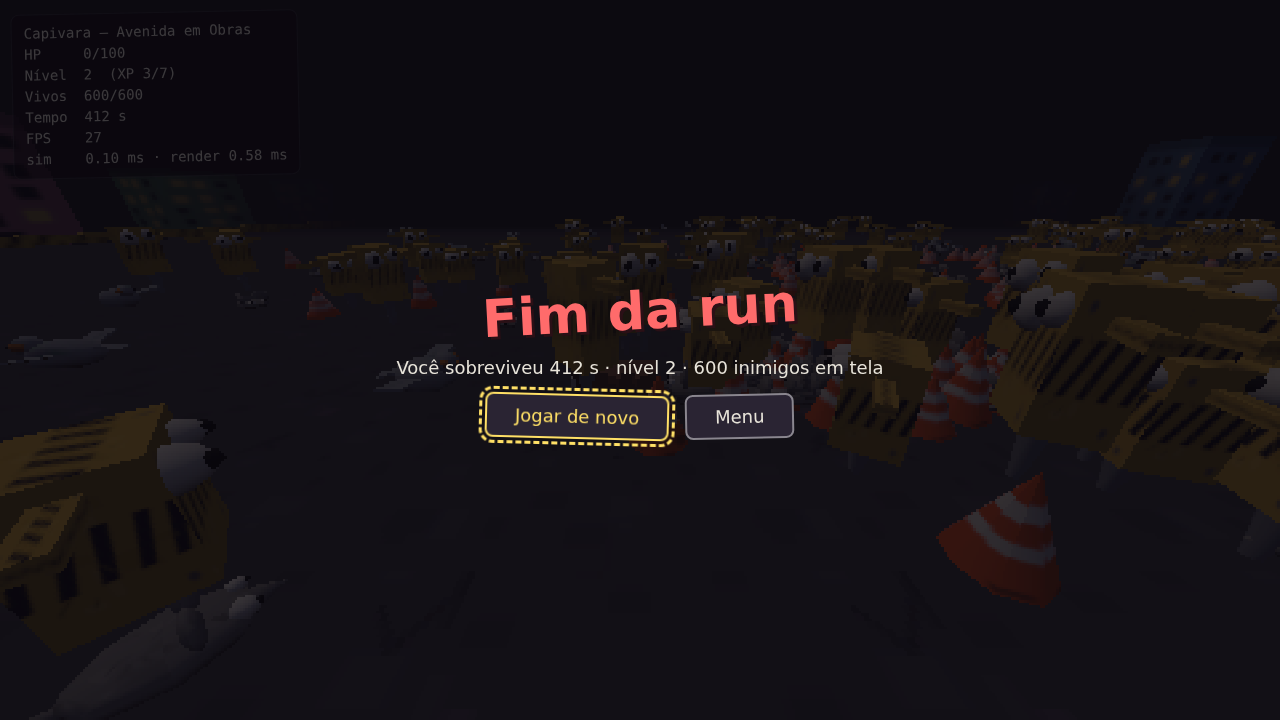 Capivara — Avenida em Obras
HP 0/100
Nível 2 (XP 3/7)
Vivos 600/600
Tempo 412 s
FPS 27
sim 0.10 ms · render 0.58 ms
Fim da run
Você sobreviveu 412 s · nível 2 · 600 inimigos em tela
Jogar de novo
Menu